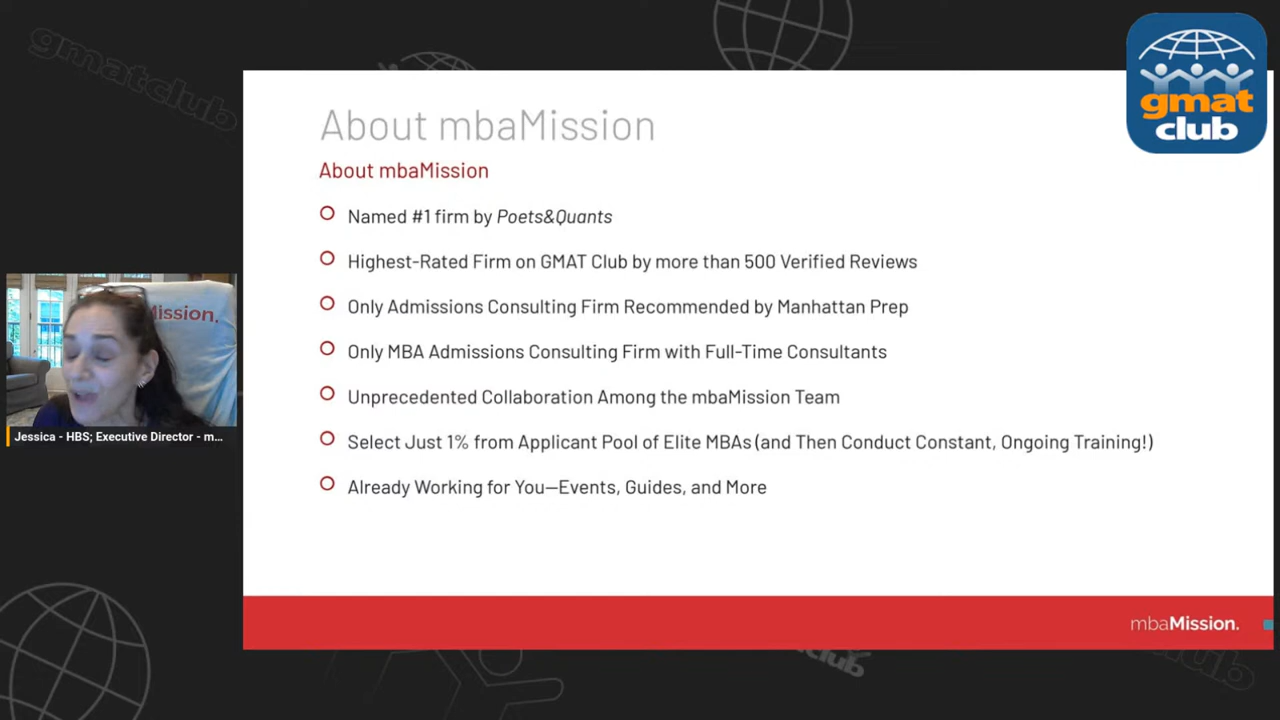 gmatclub
gmat
club
About mbaMission
About mbaMission
Named #1 firm by Poets&Quants
Highest-Rated Firm on GMAT Club by more than 500 Verified Reviews
Only Admissions Consulting Firm Recommended by Manhattan Prep
Only MBA Admissions Consulting Firm with Full-Time Consultants
Unprecedented Collaboration Among the mbaMission Team
Select Just 1% from Applicant Pool of Elite MBAs (and Then Conduct Constant, Ongoing Training!)
Already Working for You—Events, Guides, and More
Mission.
Jessica - HBS; Executive Director - m...
mbaMission.
club